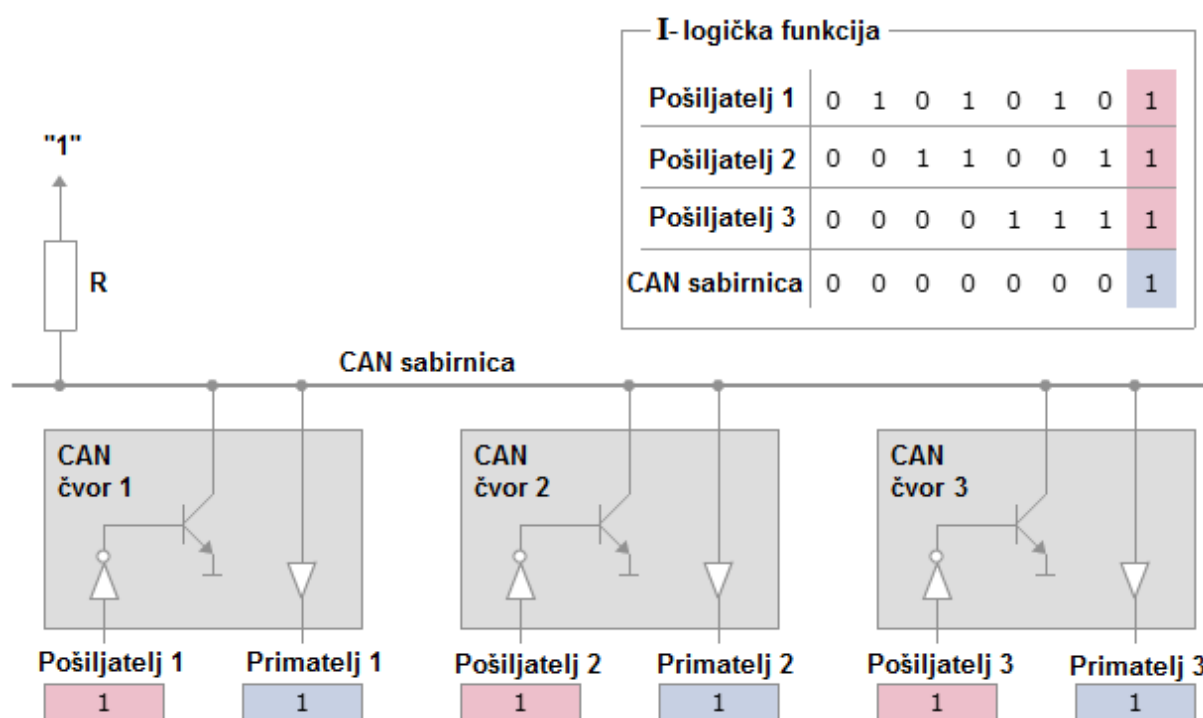 I- logička funkcija
Pošiljatelj 1 0 1 0 1 0 1 0 1
Pošiljatelj 2 0 0 1 1 0 0 1 1
Pošiljatelj 3 0 0 0 0 1 1 1 1
CAN sabirnica 0 0 0 0 0 0 0 1
"1"
R
CAN sabirnica
CAN
čvor 1
CAN
čvor 2
CAN
čvor 3
Pošiljatelj 1 Primatelj 1 Pošiljatelj 2 Primatelj 2 Pošiljatelj 3 Primatelj 3
1 1 1 1 1 1